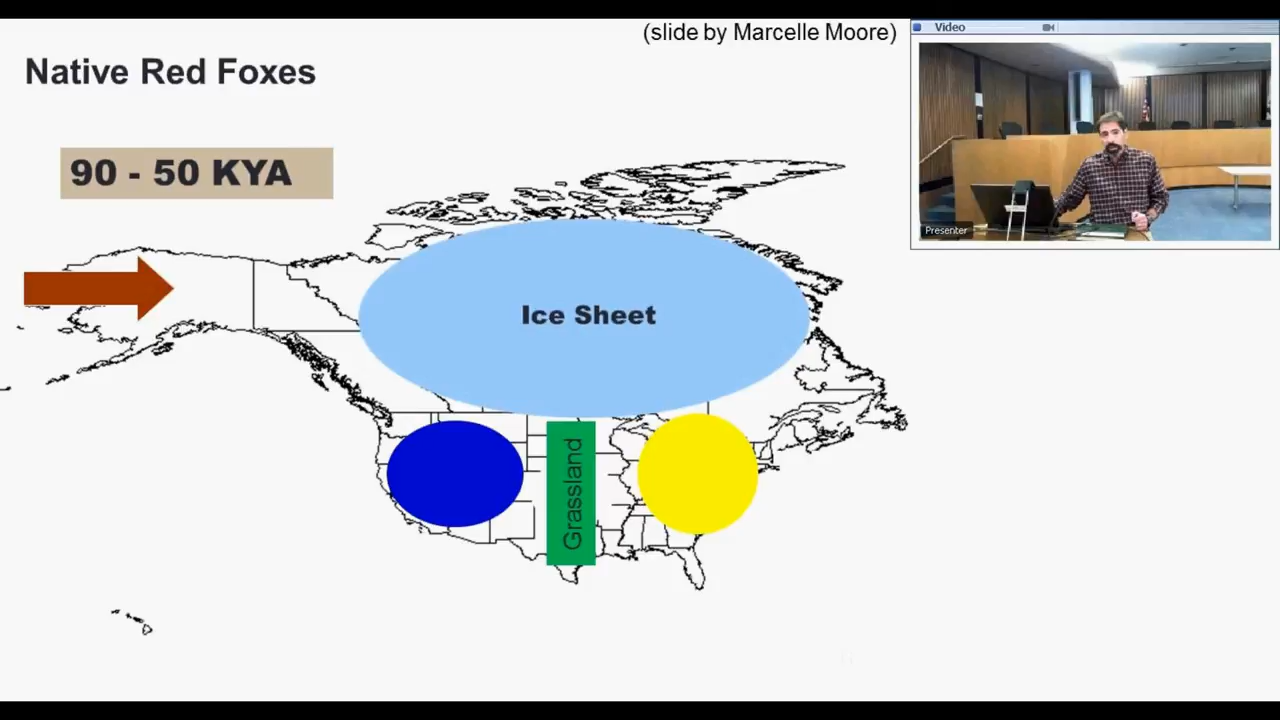 (slide by Marcelle Moore)
Video
Native Red Foxes
90 - 50 KYA
Presenter
Ice Sheet
Grassland